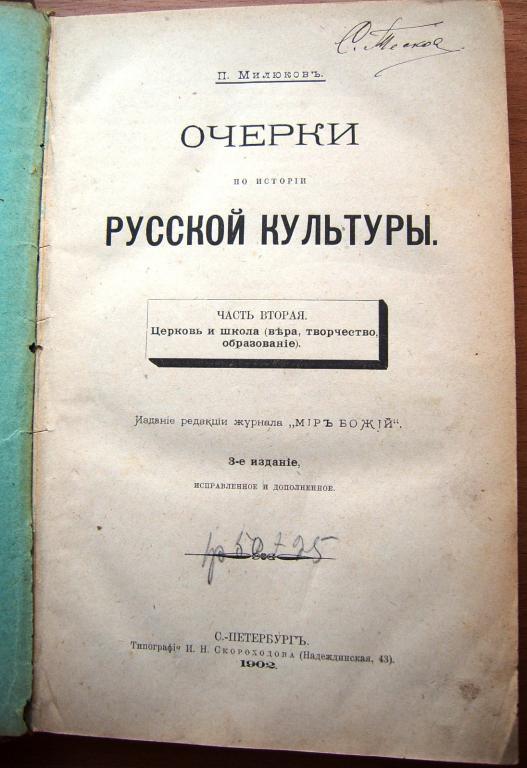 П. Милюковъ.
ОЧЕРКИ
ПО ИСТОРІИ
РУССКОЙ КУЛЬТУРЫ.
ЧАСТЬ ВТОРАЯ.
Церковь и школа (вѣра, творчество,
образованіе).
Изданіе редакціи журнала „МІРЪ БОЖІЙ".
3-е изданіе,
ИСПРАВЛЕННОЕ И ДОПОЛНЕННОЕ.
С.-ПЕТЕРБУРГЪ.
Типографія И. Н. Скороходова (Надеждинская, 43).
1902.